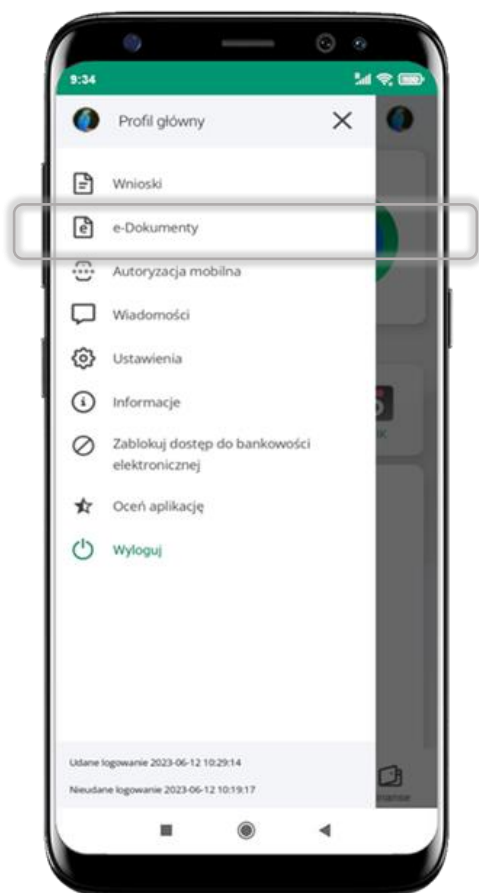 9:34
Profil główny
Wnioski
e-Dokumenty
Autoryzacja mobilna
Wiadomości
Ustawienia
Informacje
Zablokuj dostęp do bankowości
elektronicznej
Oceń aplikację
Wyloguj
Udane logowanie 2023-06-12 10:29:14
Nieudane logowanie 2023-06-12 10:19:17